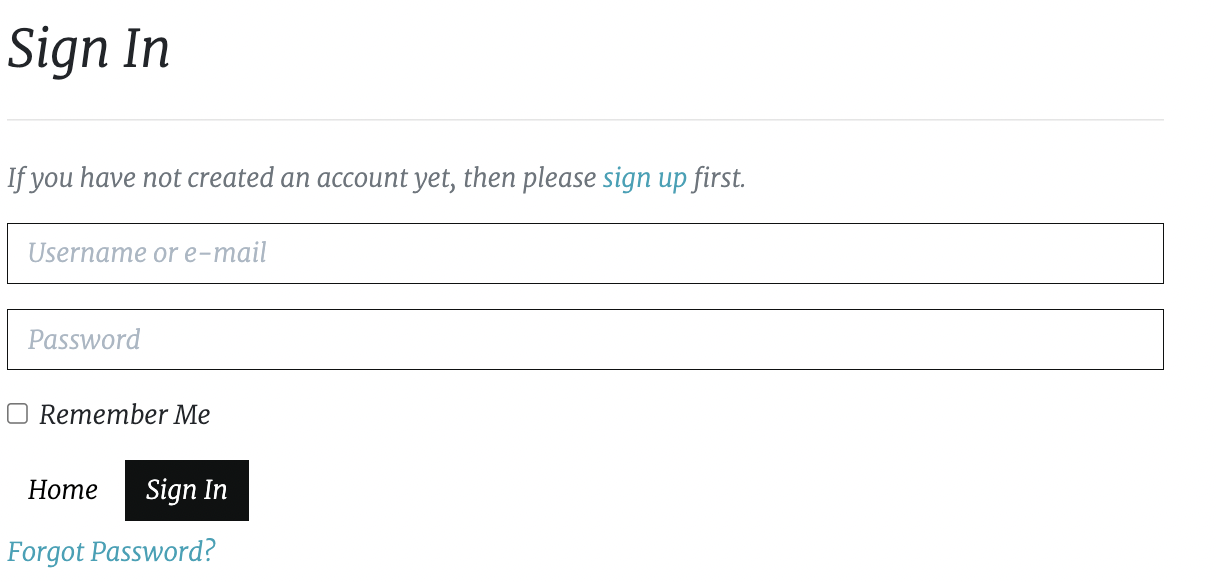 Sign In
If you have not created an account yet, then please sign up first.
Username or e-mail
Password
Remember Me
Home Sign In
Forgot Password?